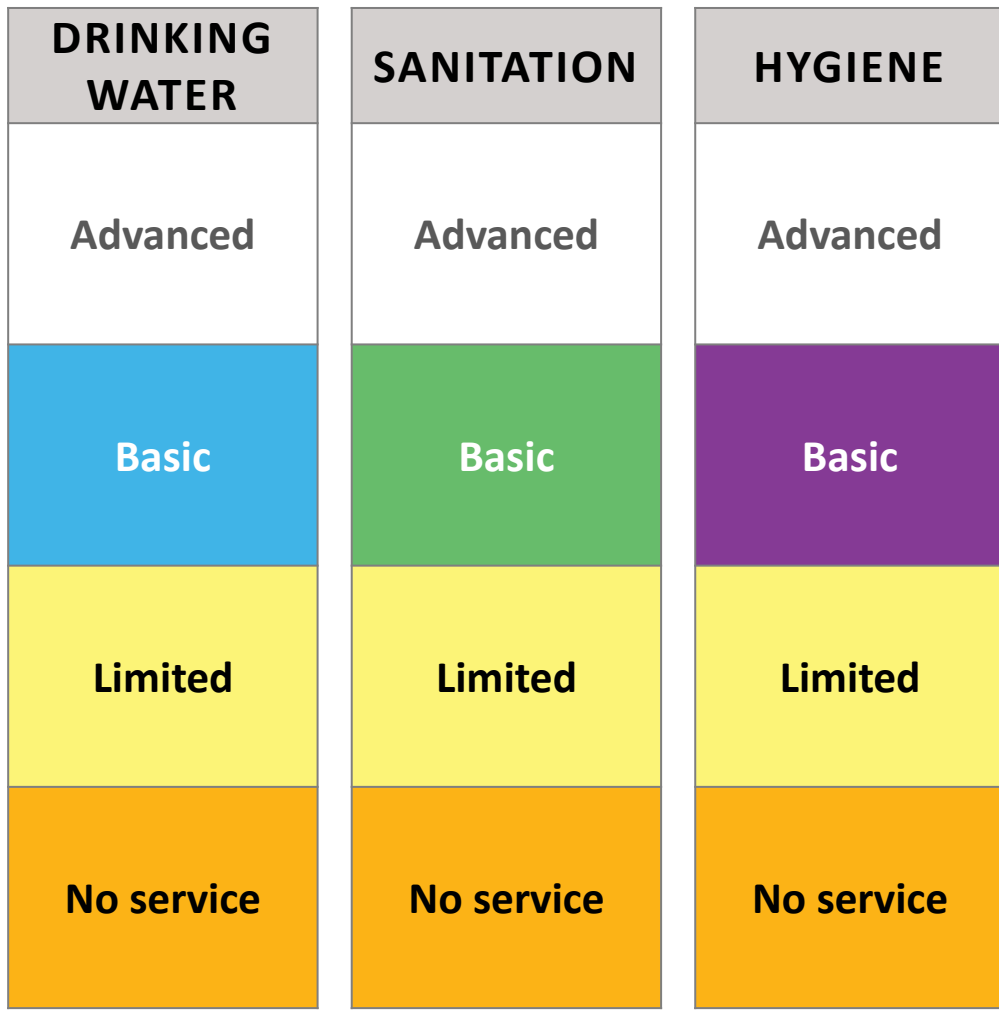 DRINKING
WATER
SANITATION
HYGIENE
Advanced
Advanced
Advanced
Basic
Basic
Basic
Limited
Limited
Limited
No service
No service
No service